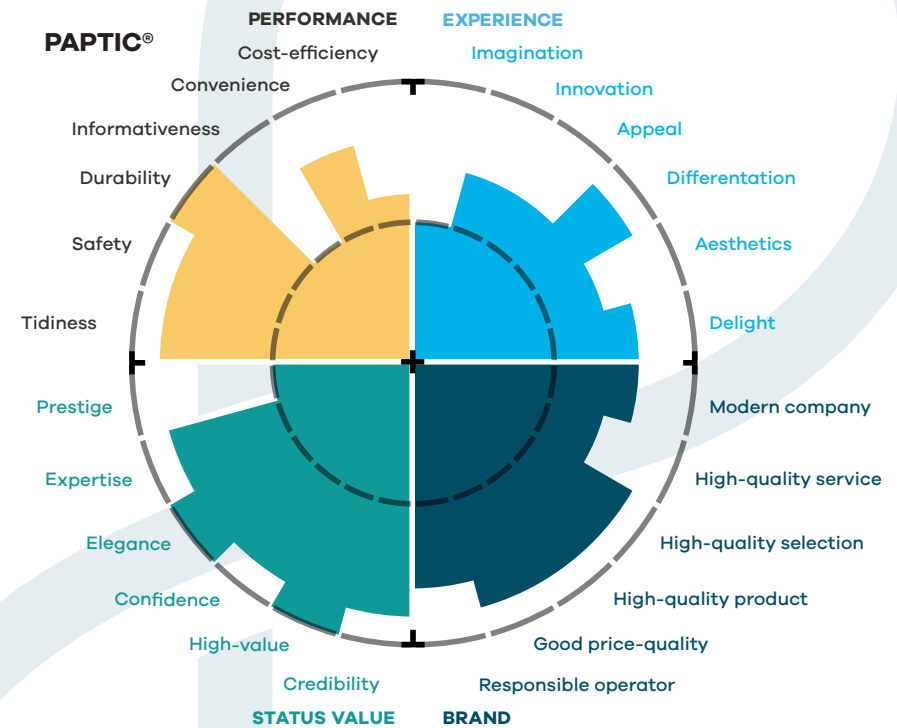 PERFORMANCE
EXPERIENCE
PAPTIC®
Cost-efficiency
Imagination
Convenience
Innovation
Informativeness
Appeal
Durability
Differentation
Safety
Aesthetics
Tidiness
Delight
Prestige
Modern company
Expertise
High-quality service
Elegance
High-quality selection
Confidence
High-quality product
High-value
Good price-quality
Credibility
Responsible operator
STATUS VALUE
BRAND